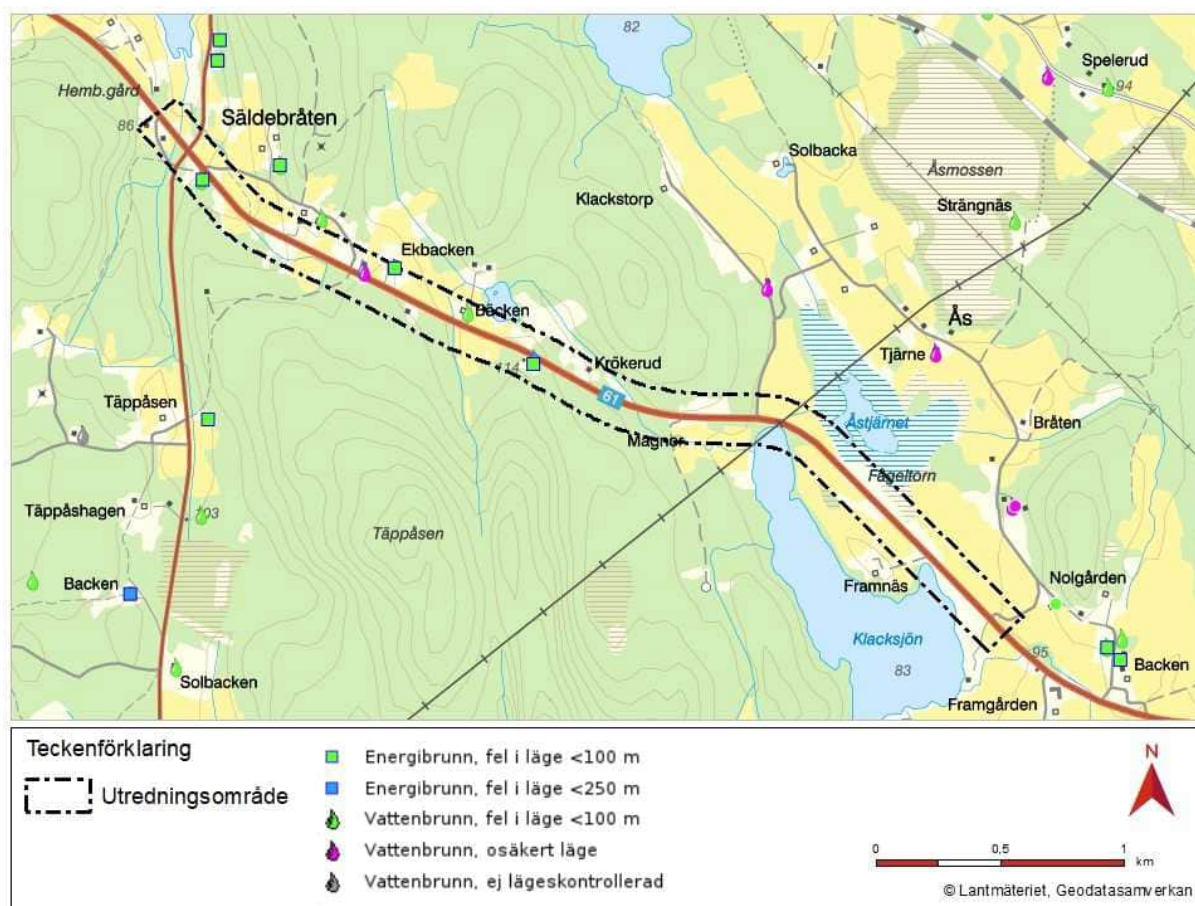 82
Spelerud
94
Hemb.gård
86
Säldebråten
Solbacka
Åsmossen
Klackstorp
Strängnäs
Ekbacken
Bäcken
Ås
Tjärne
114
Krökerud
61
Täppåsen
Magnor
Åstjärnet
Bråten
Fågeltorn
Täppåshagen
103
Täppåsen
Backen
Framnäs
Nolgården
Klacksjön
Solbacken
83
95
Backen
Framgården
Teckenförklaring
Utredningsområde
Energibrunn, fel i läge <100 m
Energibrunn, fel i läge <250 m
Vattenbrunn, fel i läge <100 m
Vattenbrunn, osäkert läge
Vattenbrunn, ej lägeskontrollerad
N
0 0,5 1
km
© Lantmäteriet, Geodatasamverkan